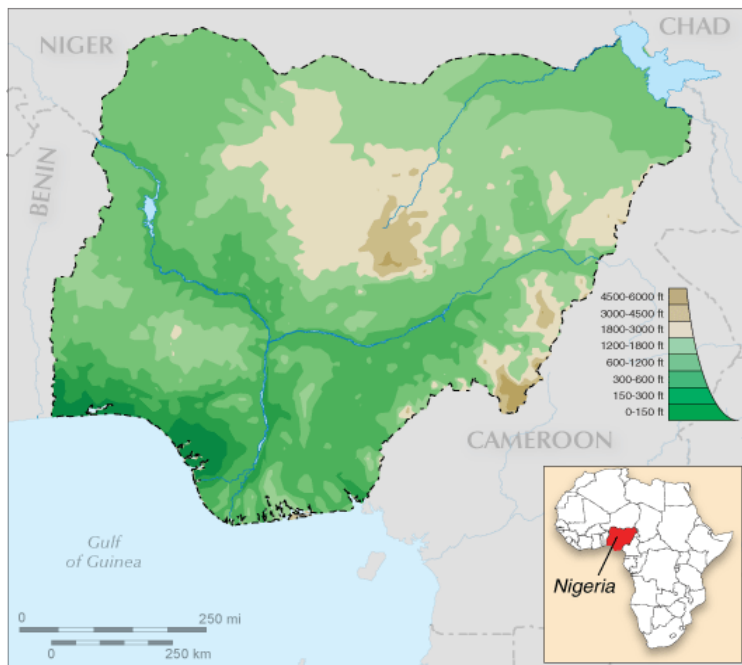 NIGER
CHAD
BENIN
4500-6000 ft
3000-4500 ft
1800-3000 ft
1200-1800 ft
600-1200 ft
300-600 ft
150-300 ft
0-150 ft
CAMEROON
Gulf
of Guinea
Nigeria
0 250 mi
0 250 km